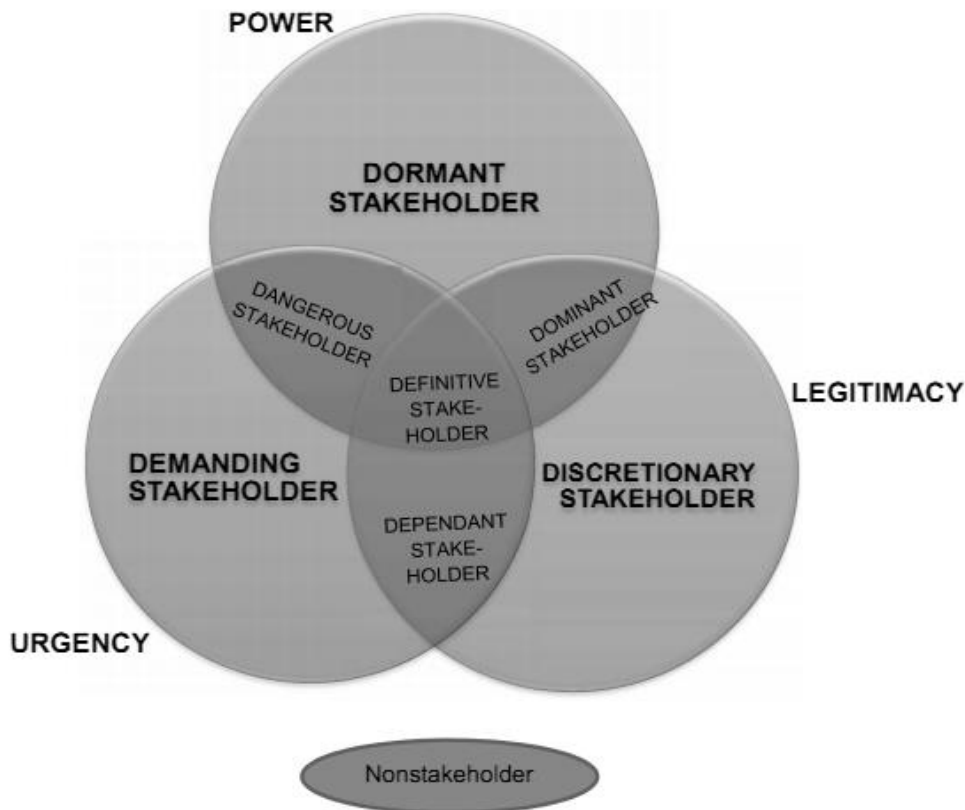 POWER
DORMANT
STAKEHOLDER
DANGEROUS
STAKEHOLDER
DOMINANT
STAKEHOLDER
DEFINITIVE
STAKE-
HOLDER
LEGITIMACY
DEMANDING
STAKEHOLDER
DISCRETIONARY
STAKEHOLDER
DEPENDANT
STAKE-
HOLDER
URGENCY
Nonstakeholder